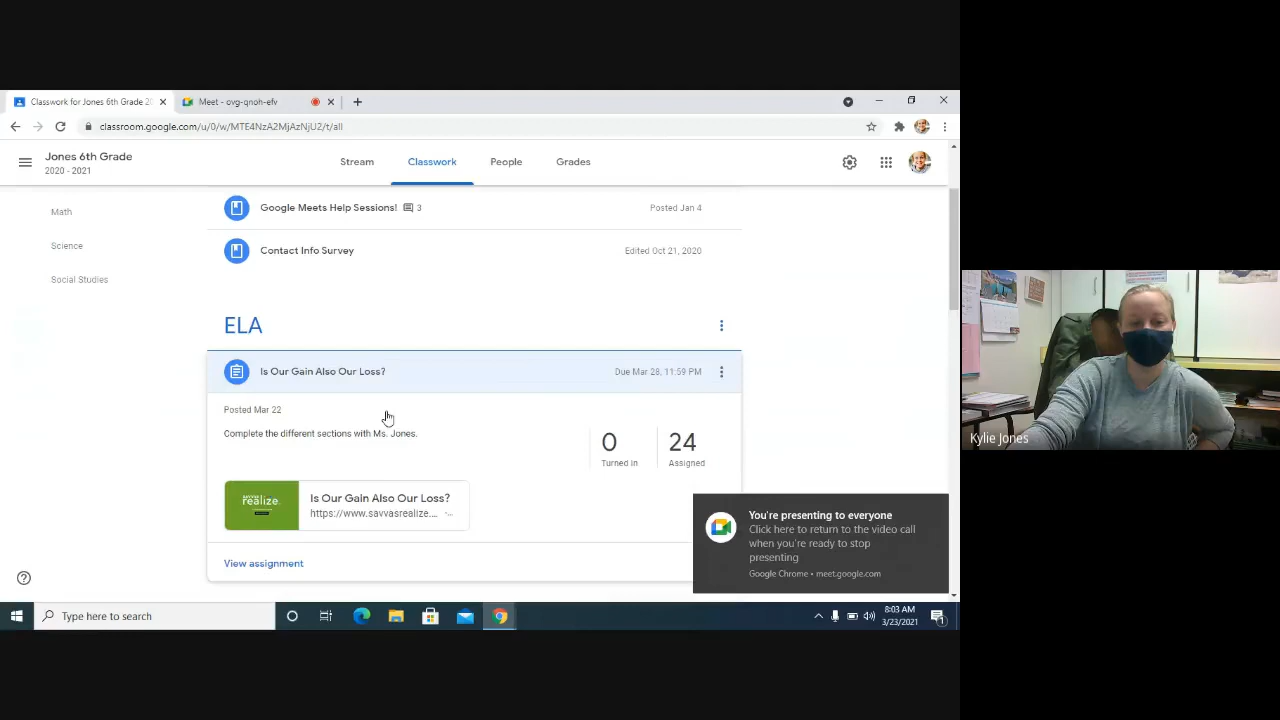 Classwork for Jones 6th Grade 20
Meet - ovg-qnoh-efv
classroom.google.com/u/0/w/MTE4NzA2MjAzNjU2/t/all
Jones 6th Grade
2020 - 2021
Stream
Classwork
People
Grades
Math
Science
Social Studies
Google Meets Help Sessions! 3
Posted Jan 4
Contact Info Survey
Edited Oct 21, 2020
ELA
Is Our Gain Also Our Loss?
Due Mar 28, 11:59 PM
Posted Mar 22
Complete the different sections with Ms. Jones.
0
Turned in
24
Assigned
savvas
realize.
Is Our Gain Also Our Loss?
https://www.savvasrealize....
View assignment
You're presenting to everyone
Click here to return to the video call
when you're ready to stop
presenting
Google Chrome • meet.google.com
Kylie Jones
Type here to search
8:03 AM
3/23/2021
1